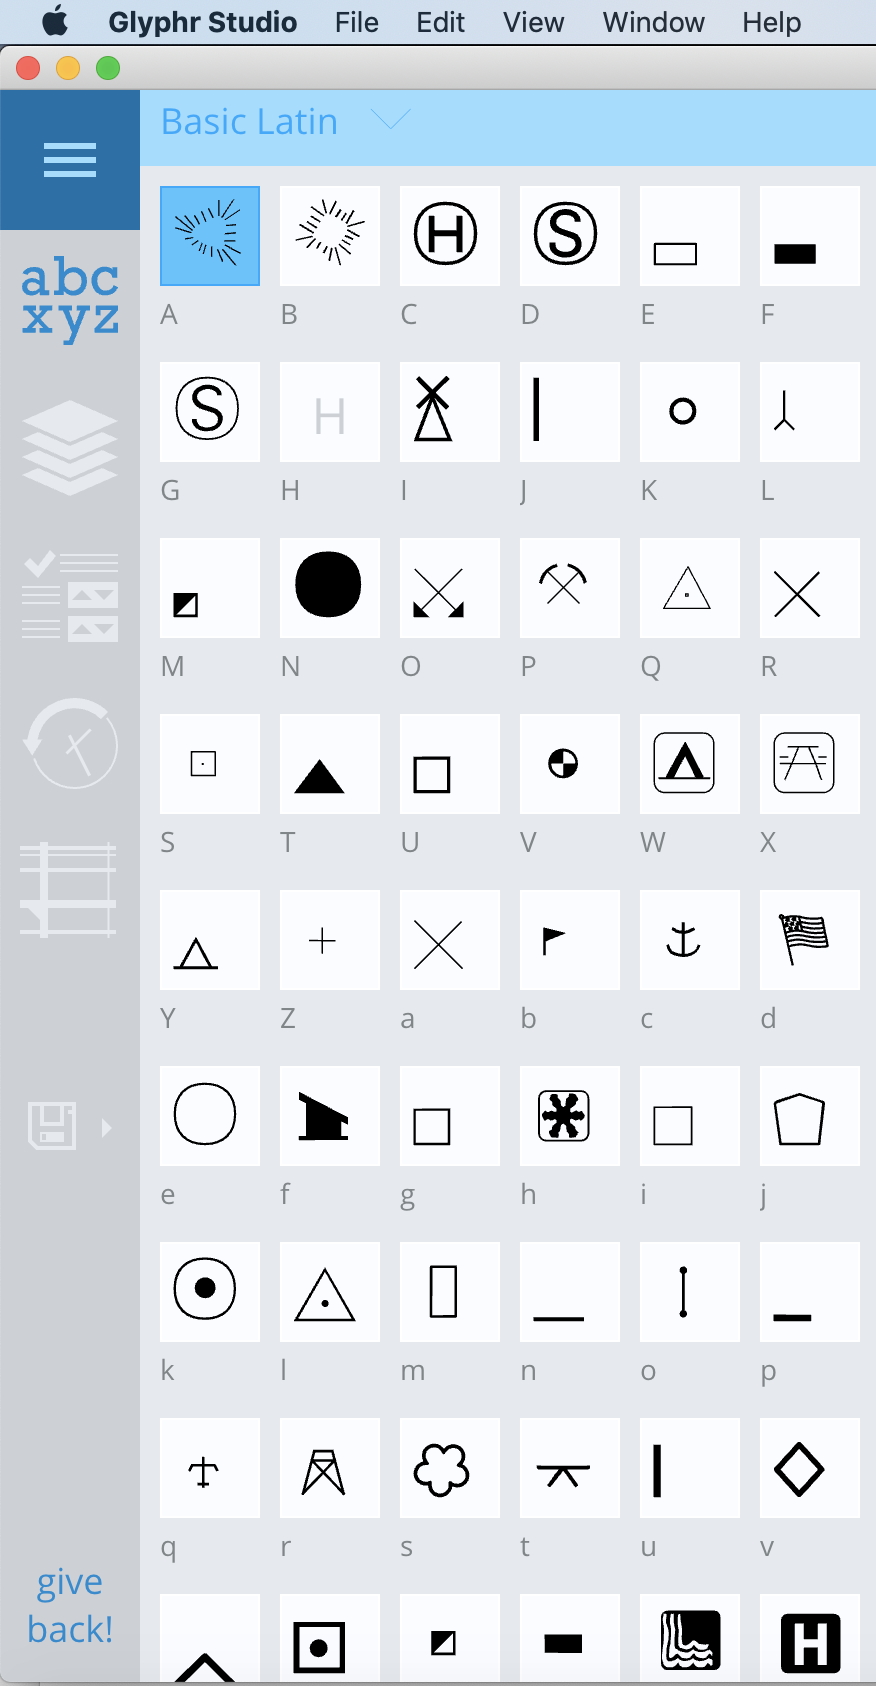 Glyphr Studio File Edit View Window Help
Basic Latin
abc
xyz
H S
A B C D E F
S H
G H I J K L
M N O P Q R
S T U V W X
Y Z a b c d
e f g h i j
k l m n o p
q r s t u v
H
give
back!